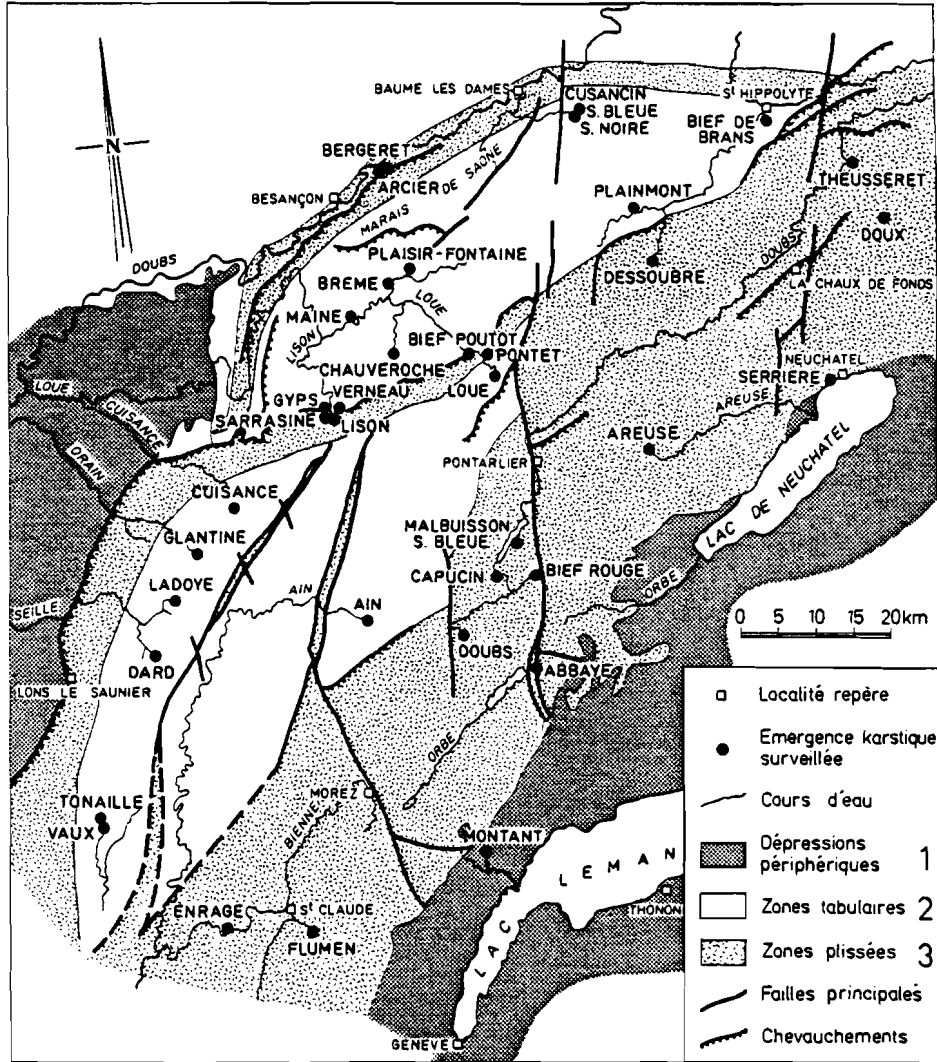 BAUME LES DAMES
St HIPPOLYTE
CUSANCIN
S. BLEUE
S. NOIRE
BIEF DE
BRANS
N
BERGERET
ARCIER
MARAIS DE SAÔNE
BESANÇON
THEUSSERET
PLAINMONT
DOUX
DOUBS
DOUBS
PLAISIR-FONTAINE
DESSOUBRE
LA CHAUX DE FONDS
BREME
LOUE
MAINE
LISON
BIEF POUTOT
PONTET
CHAUVEROCHE
LOUE
NEUCHATEL
SERRIERE
VERNEAU
GYPS
SARRASINE
LISON
AREUSE
AREUSE
LOUE
CUISANCE
DRAIN
PONTARLIER
LAC DE NEUCHATEL
CUISANCE
GLANTINE
MALBUISSON
S. BLEUE
CAPUCIN
BIEF ROUGE
ORBE
LADOYE
SEILLE
AIN
AIN
0 5 10 15 20km
DOUBS
DARD
ABBAYE
LONS LE SAUNIER
ORBE
MOREZ
TONAILLE
VAUX
BIENNE
MONTANT
LAC LEMAN
THONON
ENRAGE
St CLAUDE
FLUMEN
GENÈVE
Localité repère
Emergence karstique
surveillée
Cours d'eau
Dépressions
périphériques 1
Zones tabulaires 2
Zones plissées 3
Failles principales
Chevauchements